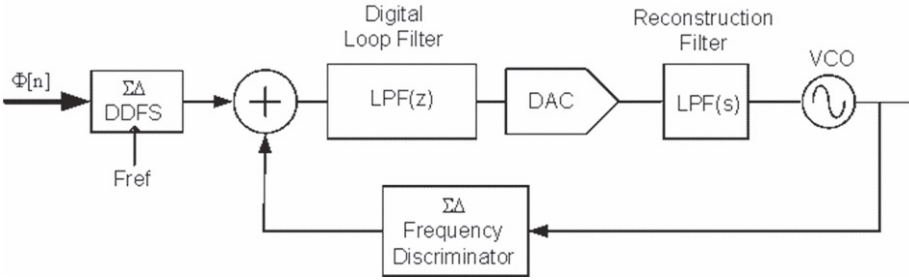 Digital
Loop Filter
Reconstruction
Filter
VCO
Φ[n]
ΣΔ
DDFS
+
LPF(z)
DAC
LPF(s)
Fref
ΣΔ
Frequency
Discriminator